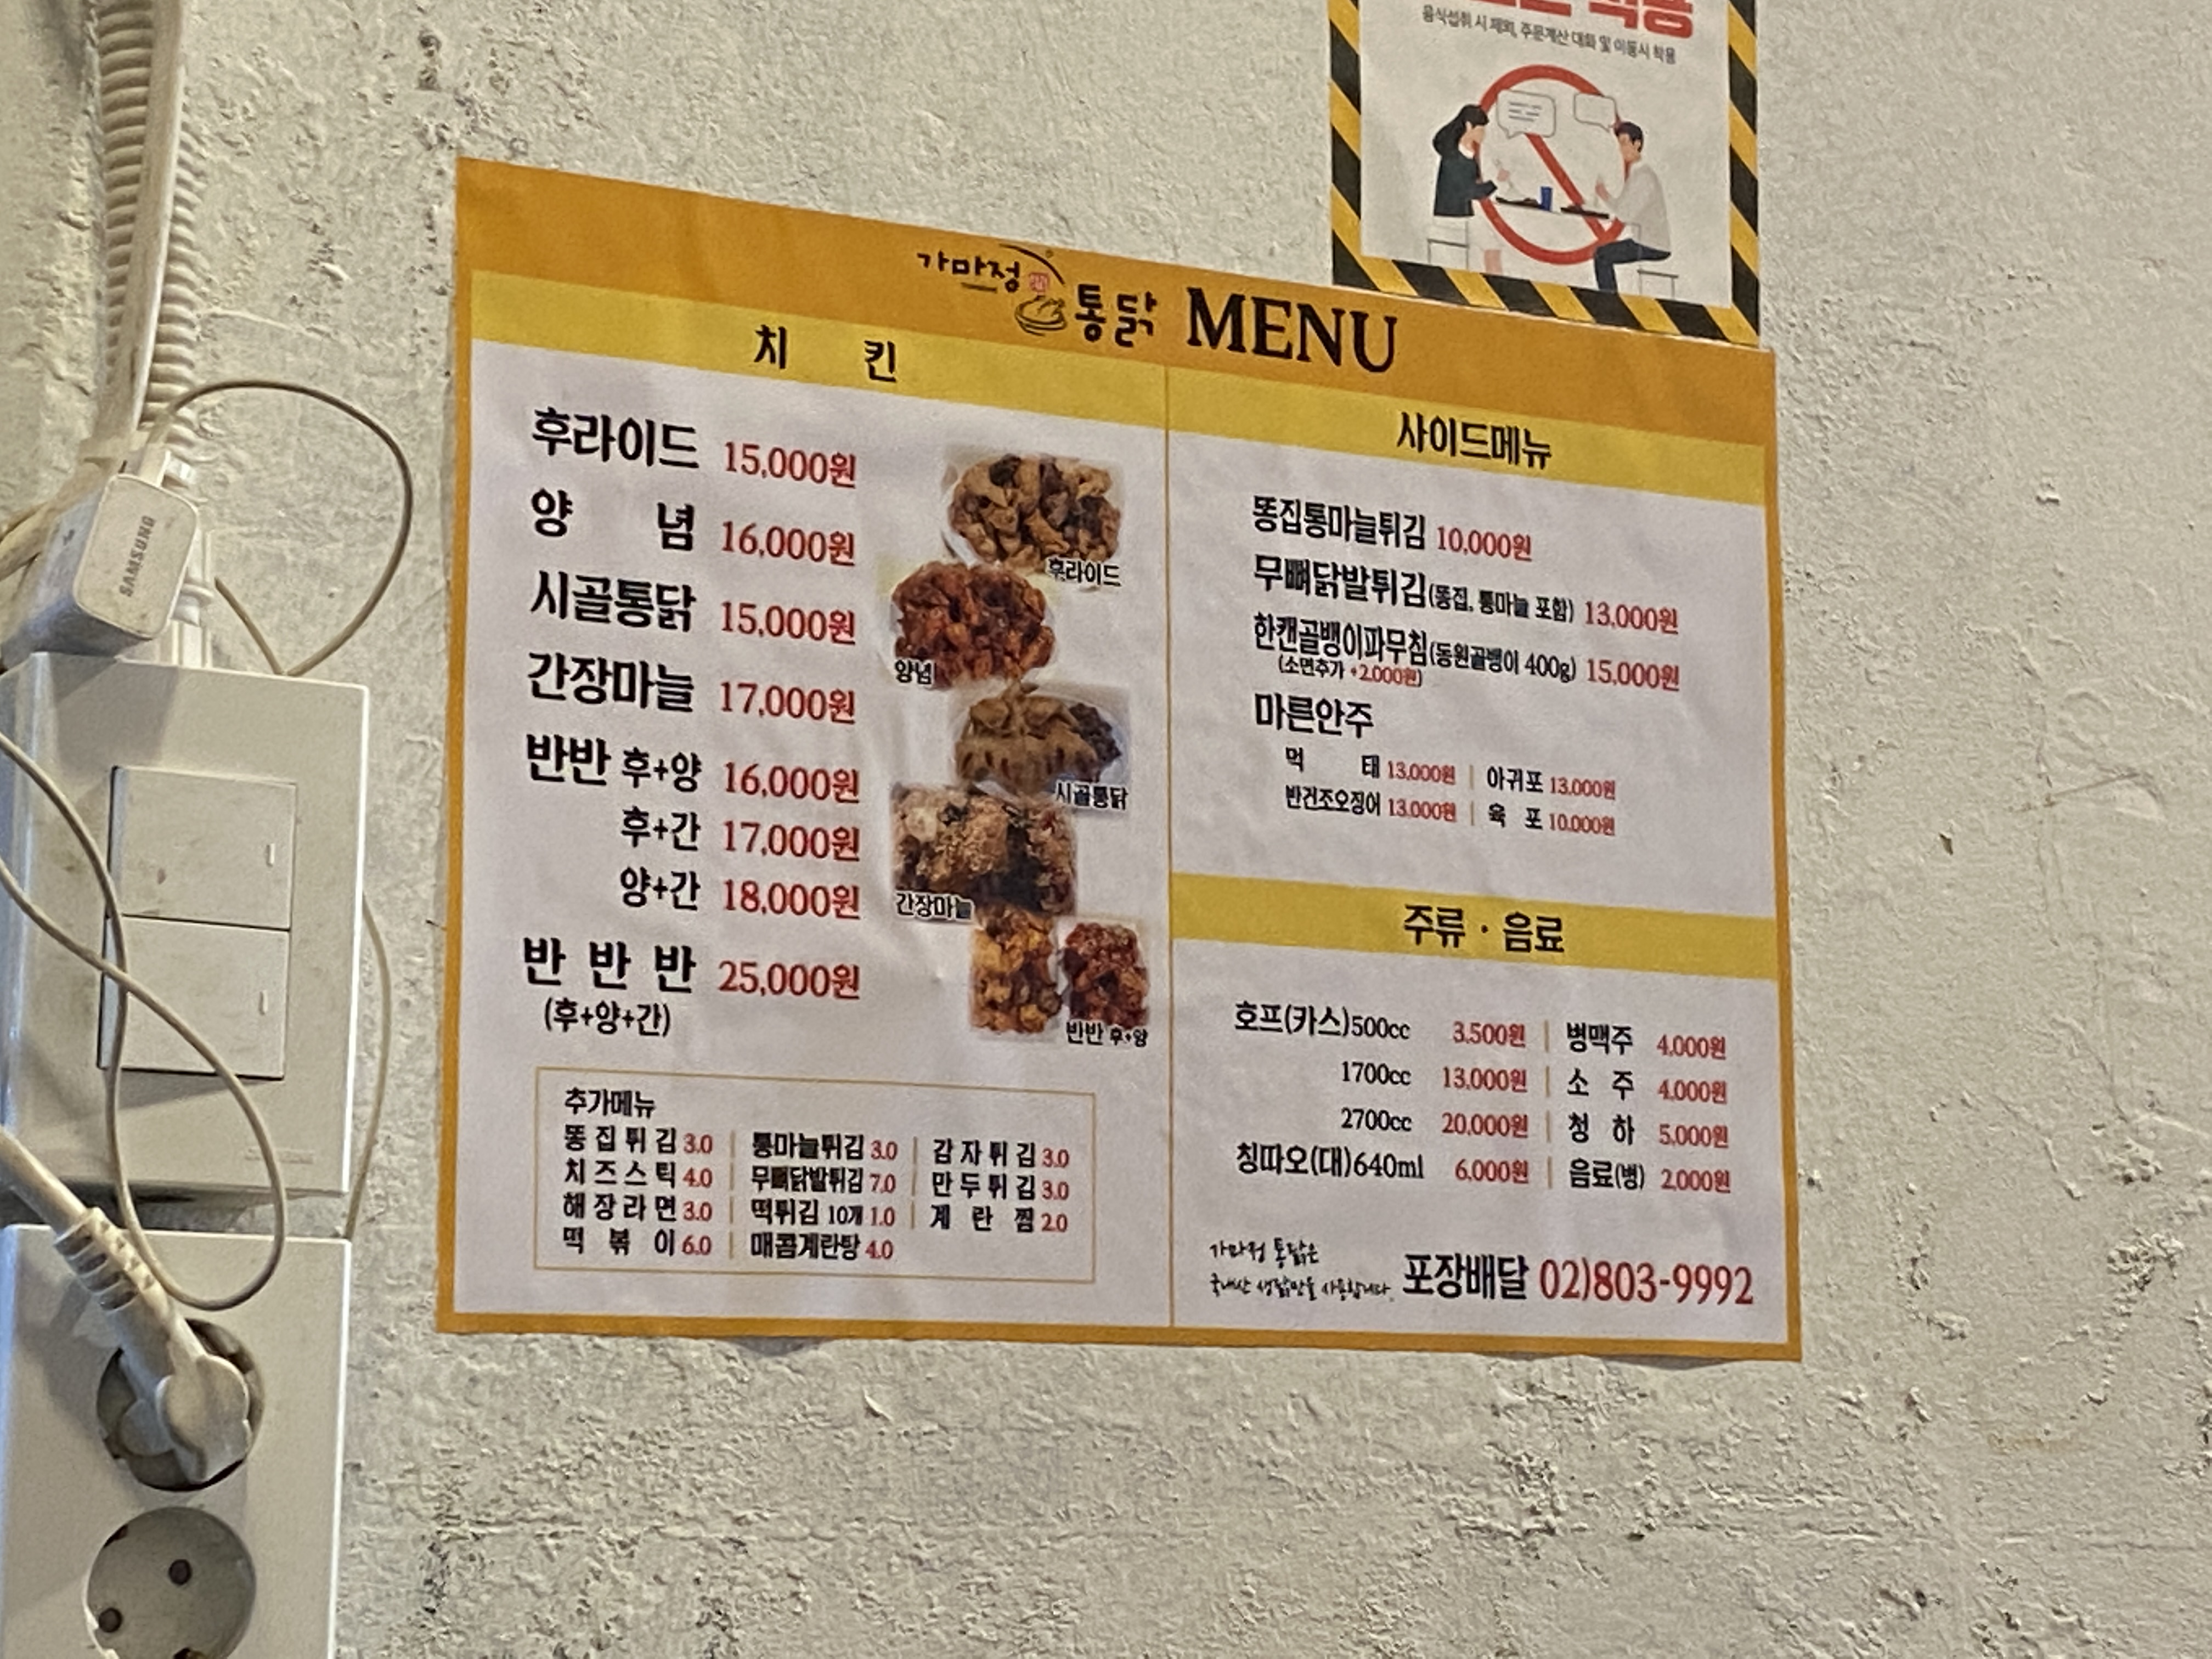 음식섭취 시 제외, 주문계산 대화 및 이동시 착용
가마정
통닭 MENU
치 킨
후라이드 15,000원
양 념 16,000원
시골통닭 15,000원
간장마늘 17,000원
반반 후+양 16,000원
후+간 17,000원
양+간 18,000원
반 반 반 25,000원
(후+양+간)
후라이드
양념
시골통닭
간장마늘
반반 후+양
추가메뉴
똥집튀김 3.0 | 통마늘튀김 3.0 | 감자튀김 3.0
치즈스틱 4.0 | 무뼈닭발튀김 7.0 | 만두튀김 3.0
해장라면 3.0 | 떡튀김 10개 1.0 | 계란찜 2.0
떡볶이 6.0 | 매콤계란탕 4.0
사이드메뉴
똥집통마늘튀김 10,000원
무뼈닭발튀김(똥집, 통마늘 포함) 13,000원
한캔골뱅이파무침(동원골뱅이 400g) 15,000원
(소면추가 +2,000원)
마른안주
먹 태 13,000원 | 아귀포 13,000원
반건조오징어 13,000원 | 육 포 10,000원
주류 · 음료
호프(카스)500cc 3,500원 | 병맥주 4,000원
1700cc 13,000원 | 소 주 4,000원
2700cc 20,000원 | 청 하 5,000원
칭따오(대)640ml 6,000원 | 음료(병) 2,000원
가마정 통닭은
국내산 생닭만을 사용합니다.
포장배달 02)803-9992
SAMSUNG